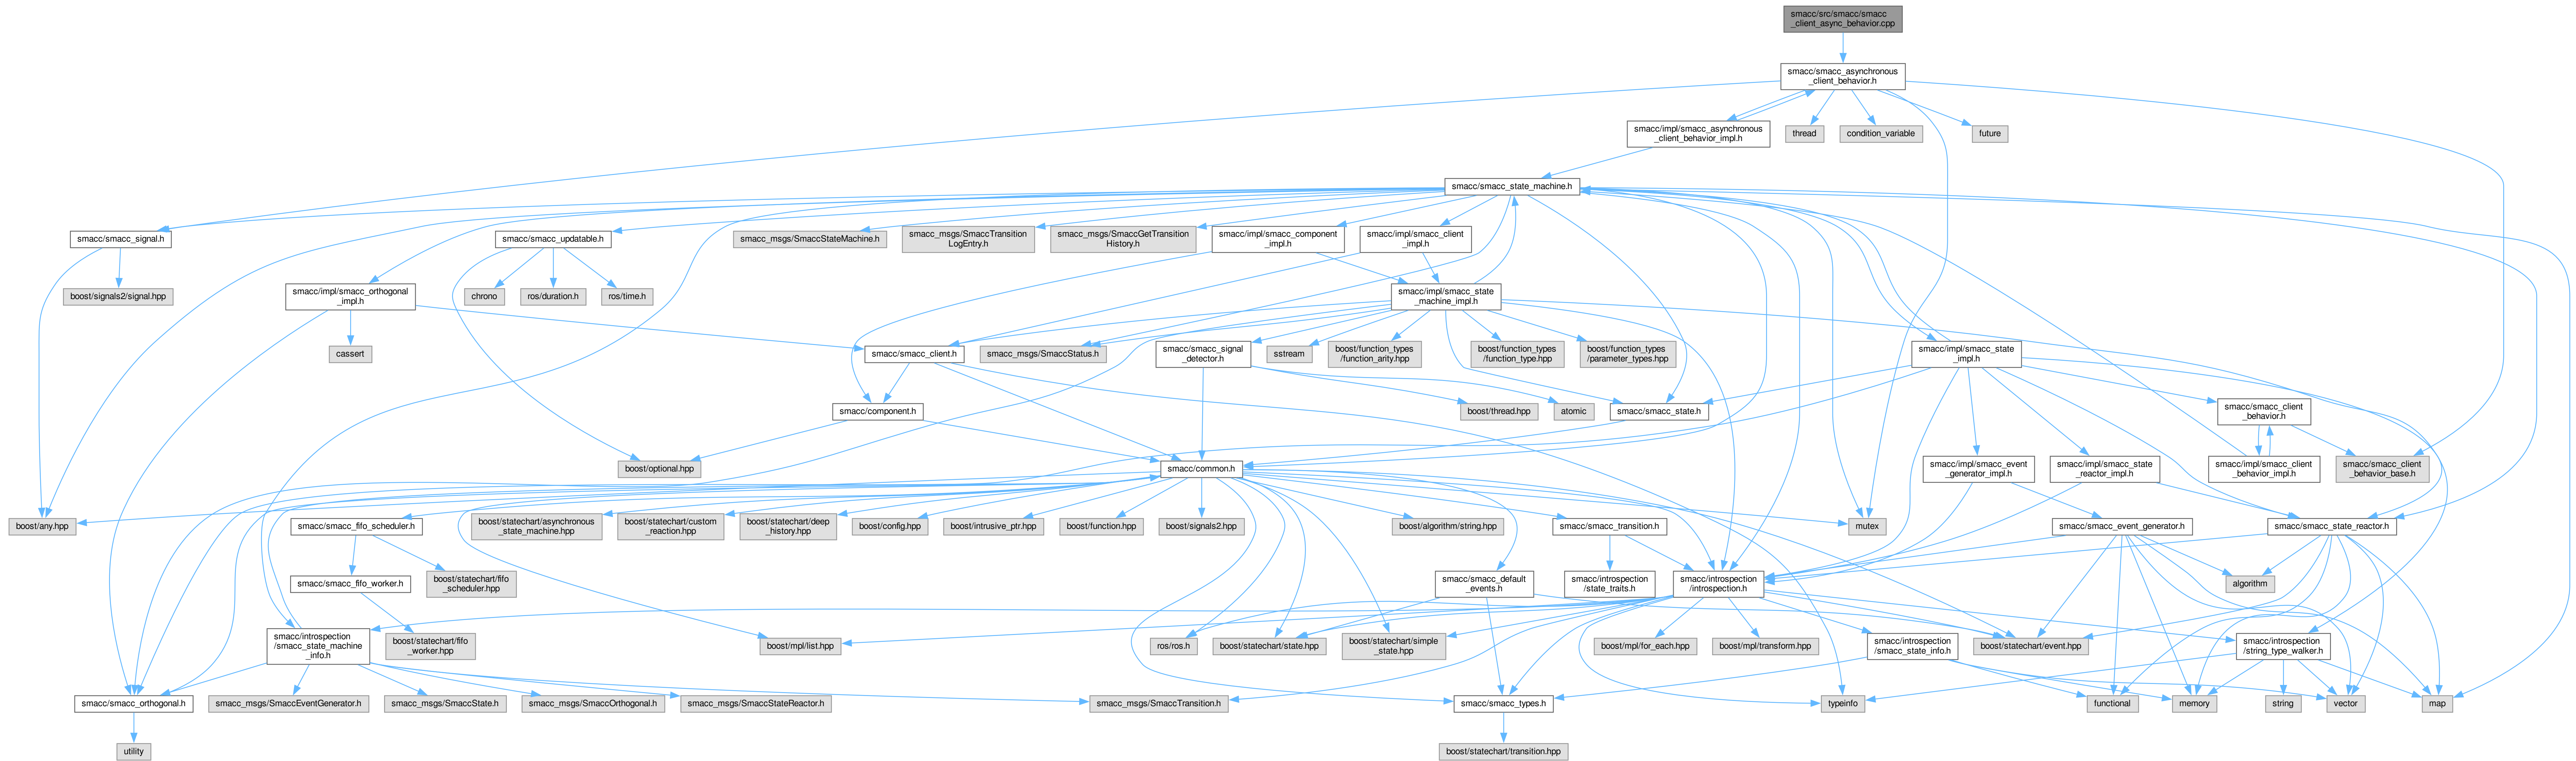 smacc/src/smacc/smacc
_client_async_behavior.cpp
smacc/smacc_asynchronous
_client_behavior.h
smacc/impl/smacc_asynchronous
_client_behavior_impl.h
thread
condition_variable
future
smacc/smacc_state_machine.h
smacc/smacc_signal.h
smacc/smacc_updatable.h
smacc_msgs/SmaccStateMachine.h
smacc_msgs/SmaccTransition
LogEntry.h
smacc_msgs/SmaccGetTransition
History.h
smacc/impl/smacc_component
_impl.h
smacc/impl/smacc_client
_impl.h
boost/signals2/signal.hpp
smacc/impl/smacc_orthogonal
_impl.h
chrono
ros/duration.h
ros/time.h
smacc/impl/smacc_state
_machine_impl.h
cassert
smacc/smacc_client.h
smacc_msgs/SmaccStatus.h
smacc/smacc_signal
_detector.h
sstream
boost/function_types
/function_arity.hpp
boost/function_types
/function_type.hpp
boost/function_types
/parameter_types.hpp
smacc/impl/smacc_state
_impl.h
smacc/component.h
boost/thread.hpp
atomic
smacc/smacc_state.h
smacc/smacc_client
_behavior.h
boost/optional.hpp
smacc/common.h
smacc/impl/smacc_event
_generator_impl.h
smacc/impl/smacc_state
_reactor_impl.h
smacc/impl/smacc_client
_behavior_impl.h
smacc/smacc_client
_behavior_base.h
boost/any.hpp
smacc/smacc_fifo_scheduler.h
boost/statechart/asynchronous
_state_machine.hpp
boost/statechart/custom
_reaction.hpp
boost/statechart/deep
_history.hpp
boost/config.hpp
boost/intrusive_ptr.hpp
boost/function.hpp
boost/signals2.hpp
boost/algorithm/string.hpp
smacc/smacc_transition.h
mutex
smacc/smacc_event_generator.h
smacc/smacc_state_reactor.h
smacc/smacc_fifo_worker.h
boost/statechart/fifo
_scheduler.hpp
smacc/smacc_default
_events.h
smacc/introspection
/state_traits.h
smacc/introspection
/introspection.h
algorithm
smacc/introspection
/smacc_state_machine
_info.h
boost/statechart/fifo
_worker.hpp
boost/mpl/list.hpp
ros/ros.h
boost/statechart/state.hpp
boost/statechart/simple
_state.hpp
boost/mpl/for_each.hpp
boost/mpl/transform.hpp
smacc/introspection
/smacc_state_info.h
boost/statechart/event.hpp
smacc/introspection
/string_type_walker.h
smacc/smacc_orthogonal.h
smacc_msgs/SmaccEventGenerator.h
smacc_msgs/SmaccState.h
smacc_msgs/SmaccOrthogonal.h
smacc_msgs/SmaccStateReactor.h
smacc_msgs/SmaccTransition.h
smacc/smacc_types.h
typeinfo
functional
memory
string
vector
map
utility
boost/statechart/transition.hpp